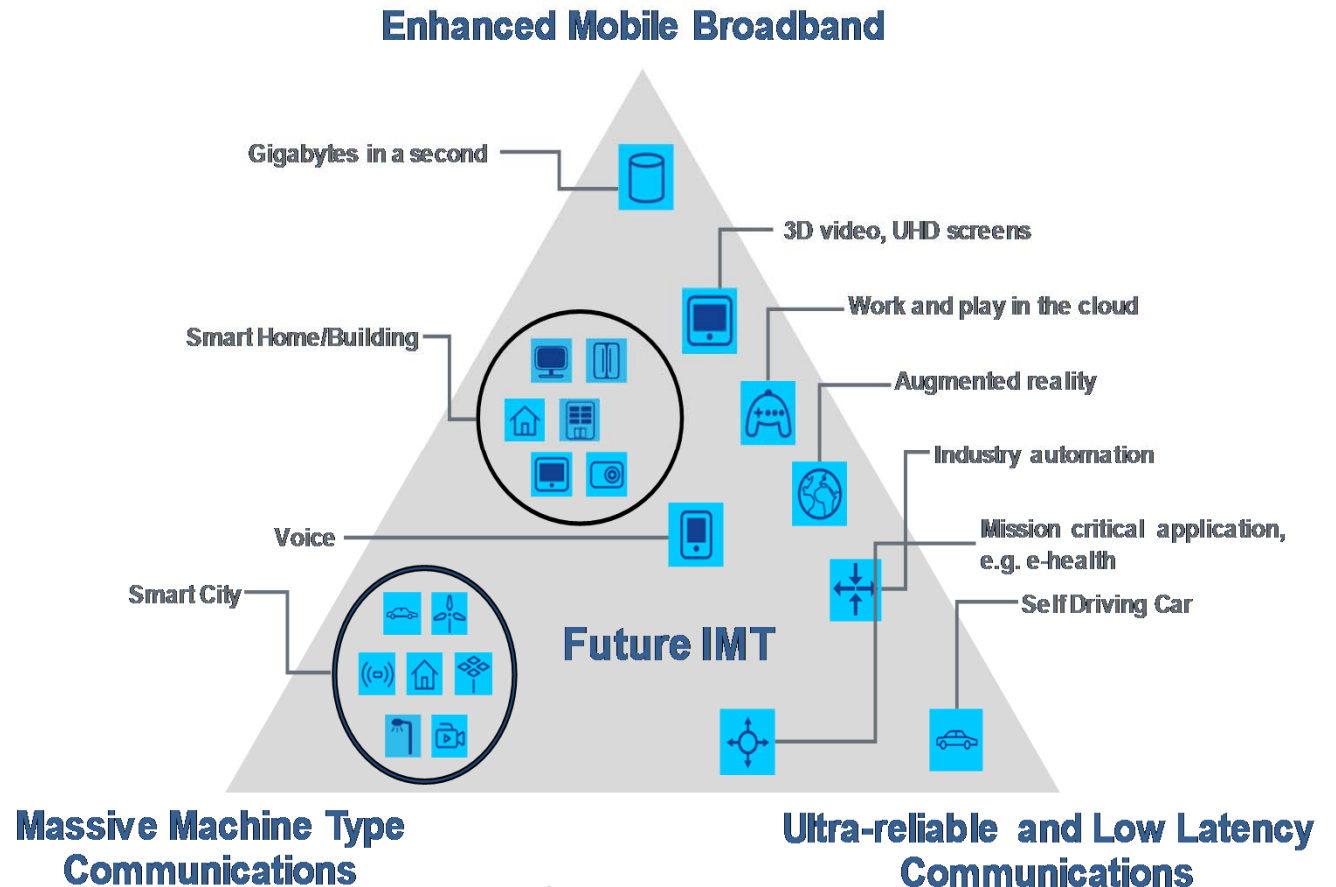 Enhanced Mobile Broadband
Gigabytes in a second
3D video, UHD screens
Work and play in the cloud
Smart Home/Building
Augmented reality
Industry automation
Mission critical application,
e.g. e-health
Voice
Smart City
Self Driving Car
Future IMT
Massive Machine Type
Communications
Ultra-reliable and Low Latency
Communications